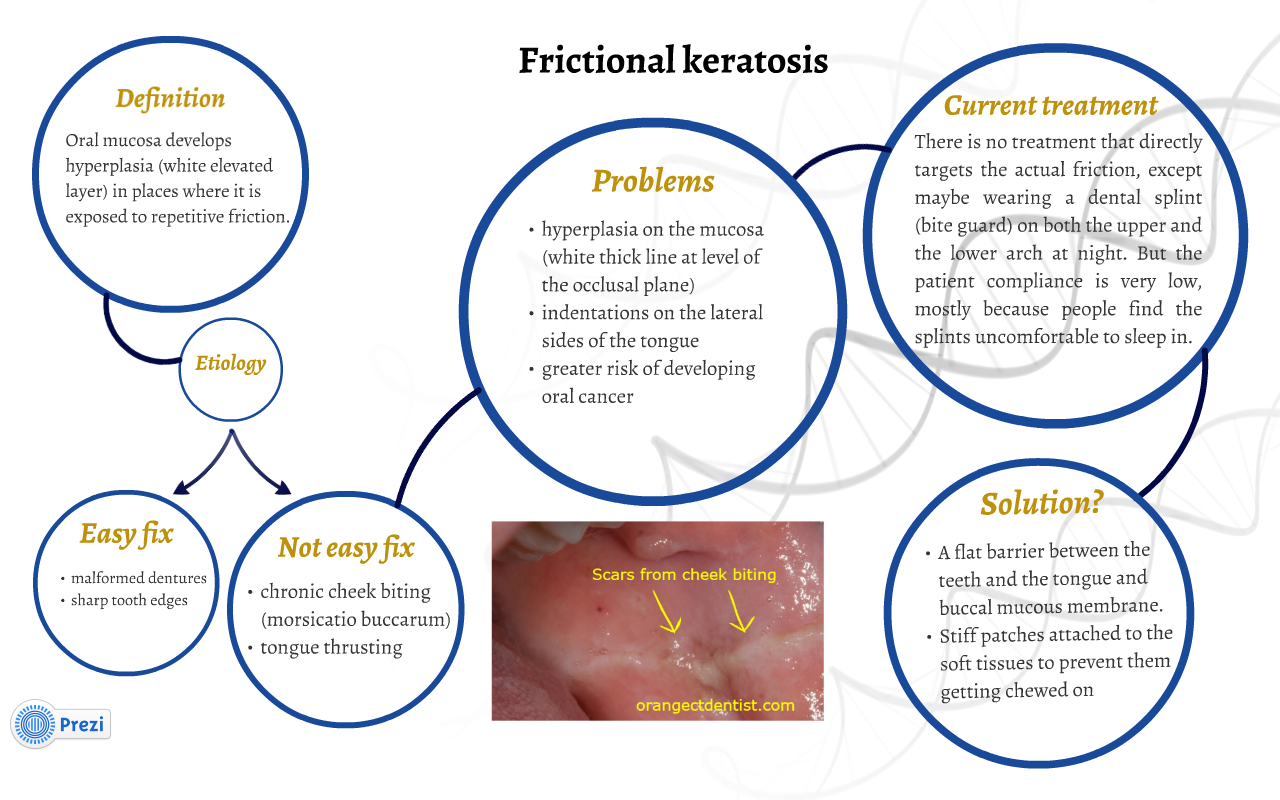 Frictional keratosis
Definition
Oral mucosa develops
hyperplasia (white elevated
layer) in places where it is
exposed to repetitive friction.
Etiology
Easy fix
• malformed dentures
• sharp tooth edges
Not easy fix
• chronic cheek biting
(morsicatio buccarum)
• tongue thrusting
Problems
• hyperplasia on the mucosa
(white thick line at level of
the occlusal plane)
• indentations on the lateral
sides of the tongue
• greater risk of developing
oral cancer
Scars from cheek biting
orangectdentist.com
Current treatment
There is no treatment that directly
targets the actual friction, except
maybe wearing a dental splint
(bite guard) on both the upper and
the lower arch at night. But the
patient compliance is very low,
mostly because people find the
splints uncomfortable to sleep in.
Solution?
• A flat barrier between the
teeth and the tongue and
buccal mucous membrane.
• Stiff patches attached to the
soft tissues to prevent them
getting chewed on
Prezi